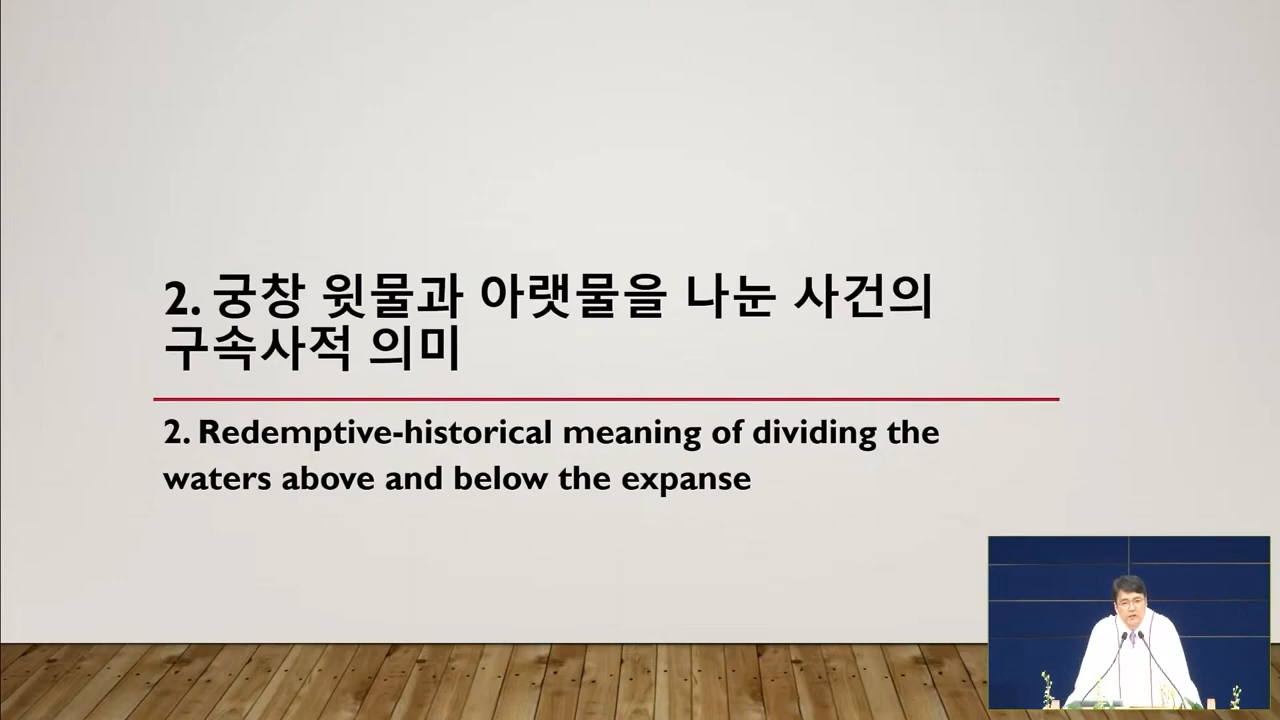 2. 궁창 윗물과 아랫물을 나눈 사건의
구속사적 의미
2. Redemptive-historical meaning of dividing the
waters above and below the expanse